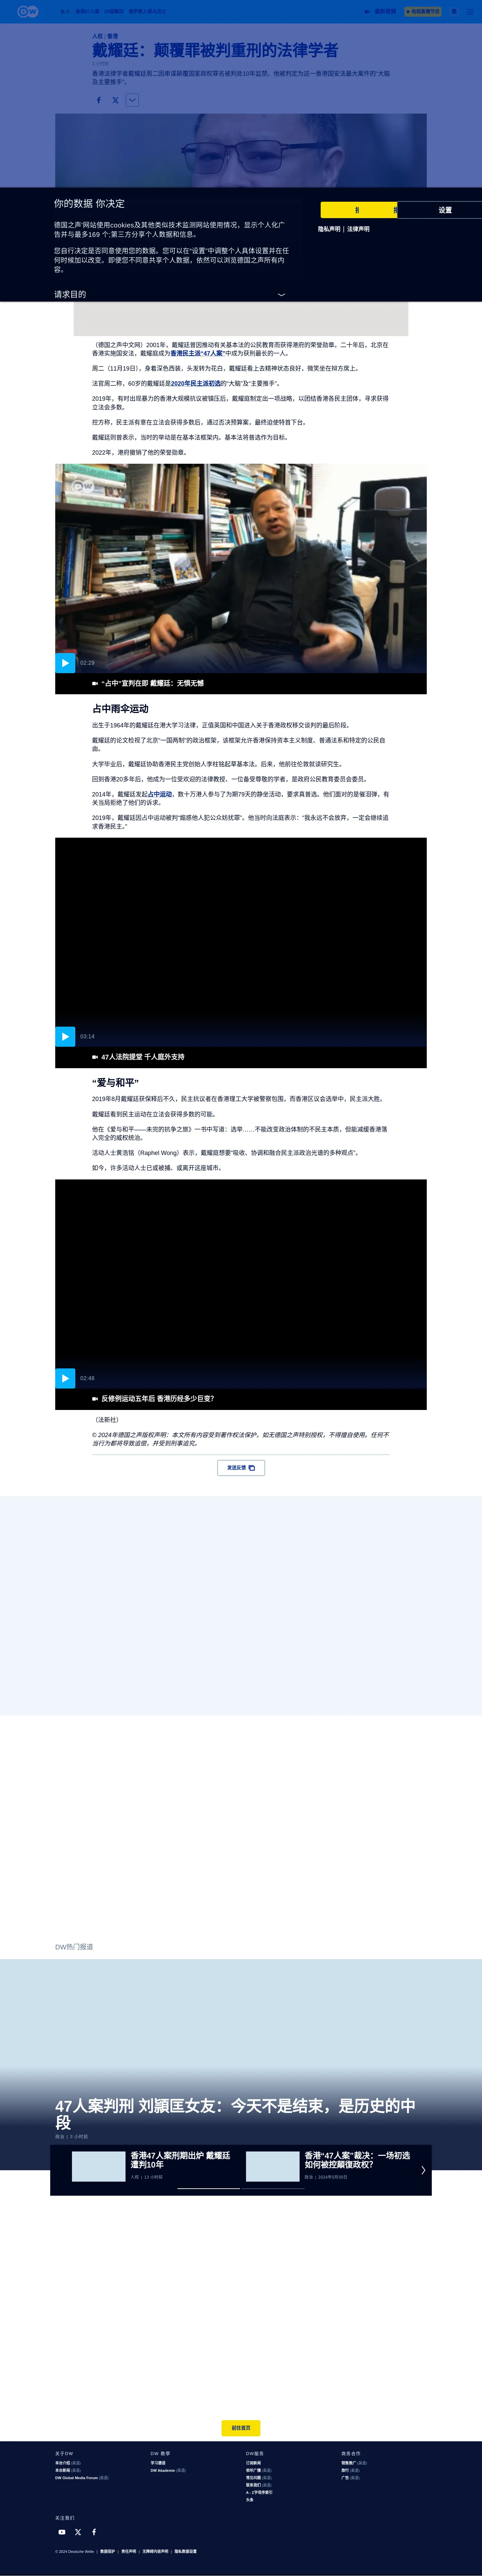 DW
人权 | 香港
戴耀廷：颠覆罪被判重刑的法律学者
香港法律学者戴耀廷周二因串谋颠覆国家政权罪名被判处10年监禁。他被判定为这一香港国安法最大案件的“大脑
及主要推手”。
你的数据 你决定
德国之声’网站使用cookies及其他类似技术监测网站使用情况，显示个人化广
告并与最多169 个;第三方分享个人数据和信息。
您自行决定是否同意使用您的数据。您可以在“设置”中调整个人具体设置并在任
何时候加以改变。即便您不同意共享个人数据，依然可以浏览德国之声所有内
容。
设置
隐私声明 | 法律声明
请求目的
（德国之声中文网）2001年，戴耀廷曾因推动有关基本法的公民教育而获得港府的荣誉勋章。二十年后，北京在
香港实施国安法，戴耀庭成为香港民主派“47人案”中成为获刑最长的一人。
周二（11月19日），身着深色西装、头发转为花白，戴耀廷看上去精神状态良好，微笑坐在辩方席上。
法官周二称，60岁的戴耀廷是2020年民主派初选的“大脑”及“主要推手”。
2019年，有时出现暴力的香港大规模抗议被镇压后，戴耀庭制定出一项战略，以团结香港各民主团体，寻求获得
立法会多数。
控方称，民主派有意在立法会获得多数后，通过否决预算案，最终迫使特首下台。
戴耀廷则曾表示，当时的举动是在基本法框架内。基本法将普选作为目标。
2022年，港府撤销了他的荣誉勋章。
DW
02:29
“占中”宣判在即 戴耀廷：无惧无憾
占中雨伞运动
出生于1964年的戴耀廷在港大学习法律，正值英国和中国进入关于香港政权移交谈判的最后阶段。
戴耀廷的论文检视了北京“一国两制”的政治框架，该框架允许香港保持资本主义制度、普通法系和特定的公民自
由。
大学毕业后，戴耀廷协助香港民主党创始人李柱铭起草基本法。后来，他前往伦敦就读研究生。
回到香港20多年后，他成为一位受欢迎的法律教授、一位备受尊敬的学者，是政府公民教育委员会委员。
2014年，戴耀廷发起占中运动，数十万港人参与了为期79天的静坐活动，要求真普选。他们面对的是催泪弹，有
关当局拒绝了他们的诉求。
2019年，戴耀廷因占中运动被判“煽惑他人犯公众妨扰罪”。他当时向法庭表示：“我永远不会放弃，一定会继续追
求香港民主。”
03:14
47人法院提堂 千人庭外支持
“爱与和平”
2019年8月戴耀廷获保释后不久，民主抗议者在香港理工大学被警察包围。而香港区议会选举中，民主派大胜。
戴耀廷看到民主运动在立法会获得多数的可能。
他在《爱与和平——未完的抗争之旅》一书中写道：选举……不能改变政治体制的不民主本质，但能减缓香港落
入完全的威权统治。
活动人士黄浩铭（Raphel Wong）表示，戴耀庭想要“吸收、协调和融合民主派政治光谱的多种观点”。
如今，许多活动人士已或被捕、或离开这座城市。
02:48
反修例运动五年后 香港历经多少巨变？
（法新社）
© 2024年德国之声版权声明：本文所有内容受到著作权法保护，如无德国之声特别授权，不得擅自使用。任何不
当行为都将导致追偿，并受到刑事追究。
发送反馈
DW热门报道
47人案判刑 刘頴匡女友：今天不是结束，是历史的中
段
政治 | 3 小时前
香港47人案刑期出炉 戴耀廷
遭判10年
人权 | 13 小时前
香港“47人案”裁决：一场初选
如何被控颠復政权？
政治 | 2024年5月30日
前往首页
关于DW
本台介绍 (英语)
本台新闻 (英语)
DW Global Media Forum (英语)
DW 教學
学习德语
DW Akademie (英语)
DW服务
订阅新闻
收听广播 (英语)
常见问题 (英语)
联系我们 (英语)
A - Z字母序索引
头条
商务合作
销售推广 (英语)
旅行 (英语)
广告 (英语)
关注我们
© 2024 Deutsche Welle | 数据保护 | 责任声明 | 无障碍内容声明 | 隐私数据设置